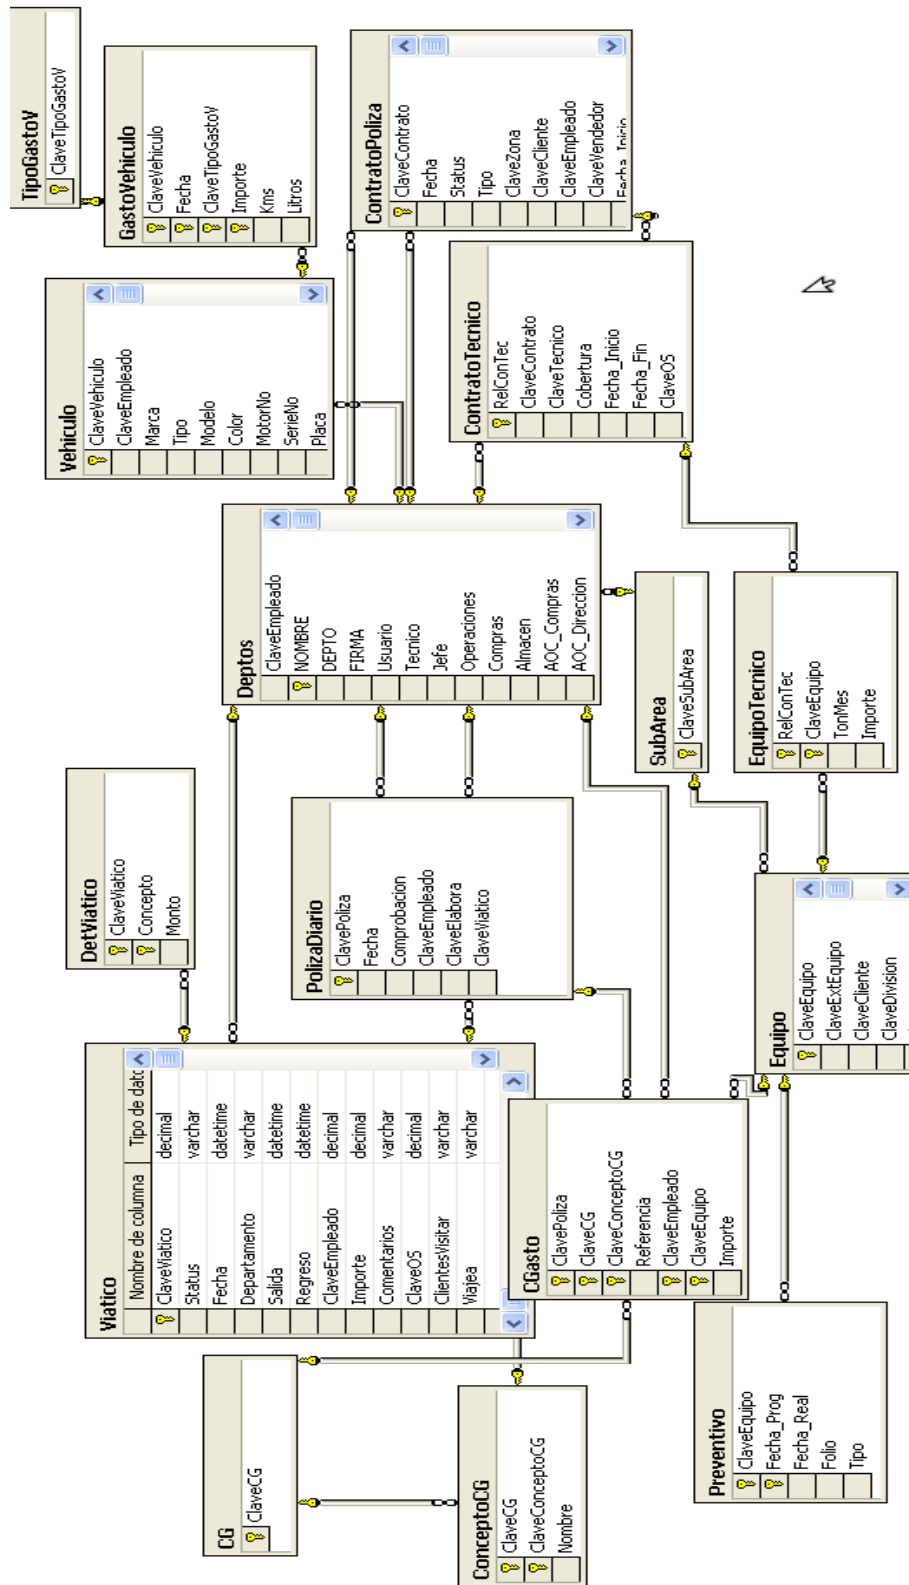 TipoGastoV
ClaveTipoGastoV
GastoVehiculo
ClaveVehiculo
Fecha
ClaveTipoGastoV
Importe
Kms
Litros
Vehiculo
ClaveVehiculo
ClaveEmpleado
Marca
Tipo
Modelo
Color
MotorNo
SerieNo
Placa
ContratoPoliza
ClaveContrato
Fecha
Status
Tipo
ClaveZona
ClaveCliente
ClaveEmpleado
ClaveVendedor
Fecha_Inicio
ContratoTecnico
RelConTec
ClaveContrato
ClaveTecnico
Cobertura
Fecha_Inicio
Fecha_Fin
ClaveOS
Deptos
ClaveEmpleado
NOMBRE
DEPTO
FIRMA
Usuario
Tecnico
Jefe
Operaciones
Compras
Almacen
AOC_Compras
AOC_Direccion
SubArea
ClaveSubArea
EquipoTecnico
RelConTec
ClaveEquipo
TonMes
Importe
DetViatico
ClaveViatico
Concepto
Monto
PolizaDiario
ClavePoliza
Fecha
Comprobacion
ClaveEmpleado
ClaveElabora
ClaveViatico
Equipo
ClaveEquipo
ClaveExtEquipo
ClaveCliente
ClaveDivision
Viatico
Nombre de columna Tipo de datc
ClaveViatico decimal
Status varchar
Fecha datetime
Departamento varchar
Salida datetime
Regreso datetime
ClaveEmpleado decimal
Importe decimal
Comentarios varchar
ClaveOS decimal
ClientesVisitar varchar
Viajea varchar
CGasto
ClavePoliza
ClaveCG
ClaveConceptoCG
Referencia
ClaveEmpleado
ClaveEquipo
Importe
CG
ClaveCG
ConceptoCG
ClaveCG
ClaveConceptoCG
Nombre
Preventivo
ClaveEquipo
Fecha_Prog
Fecha_Real
Folio
Tipo